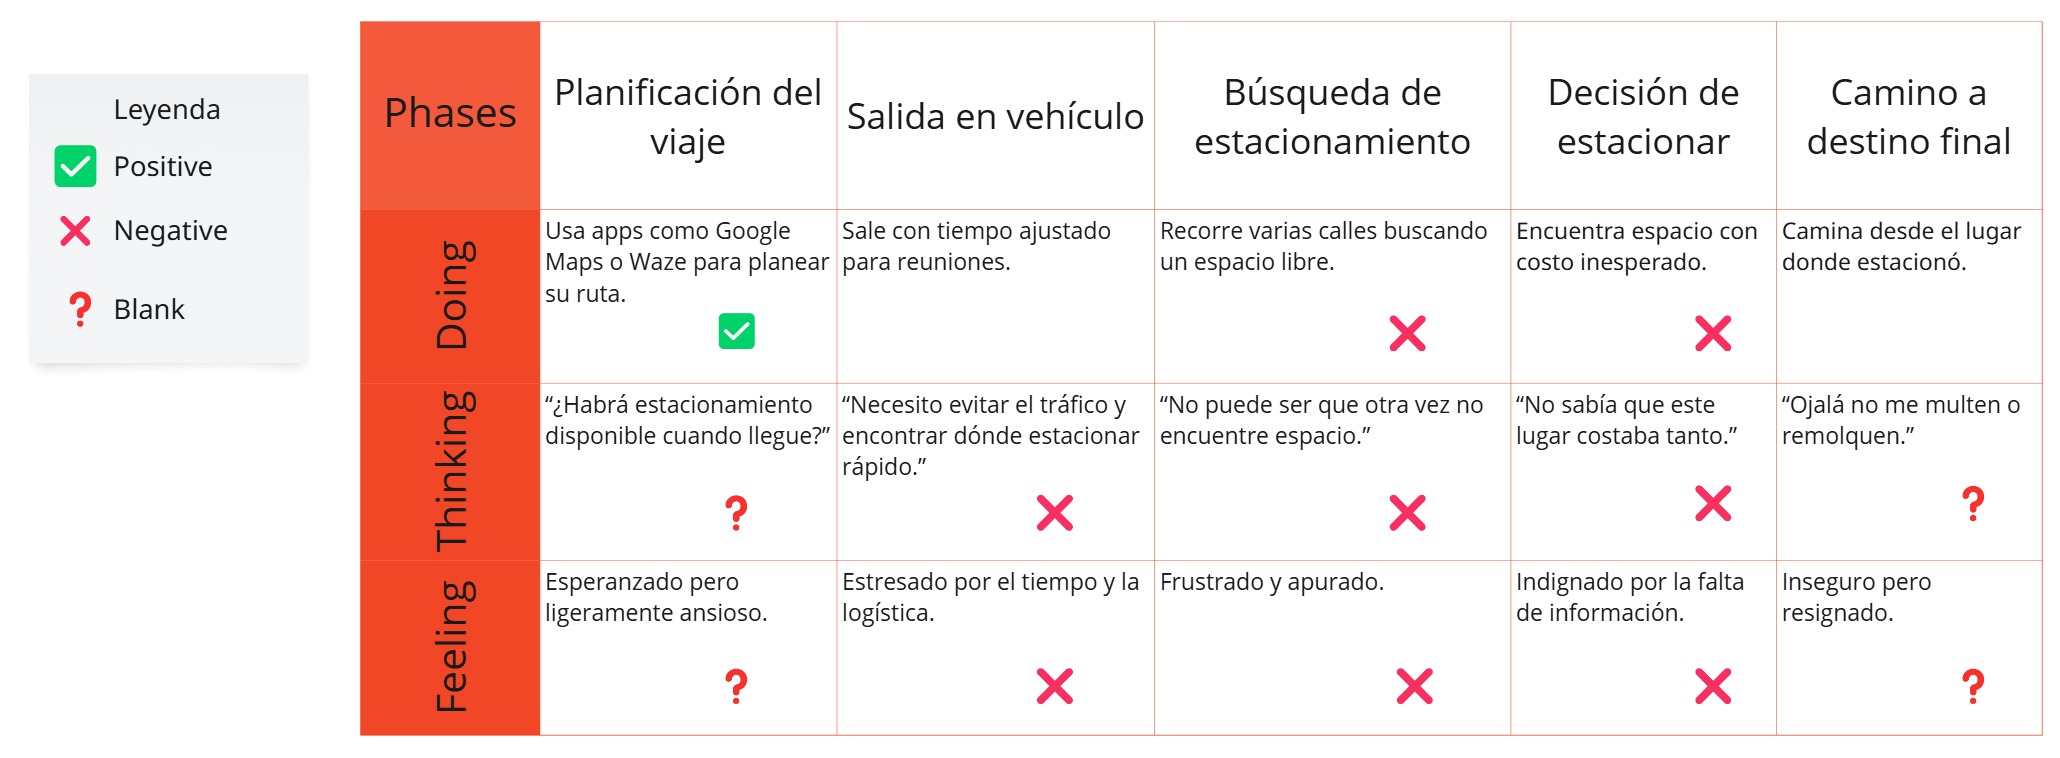 Leyenda
Positive
Negative
Blank
Phases
Planificación del
viaje
Salida en vehículo
Búsqueda de
estacionamiento
Decisión de
estacionar
Camino a
destino final
Doing
Usa apps como Google
Maps o Waze para planear
su ruta.
Sale con tiempo ajustado
para reuniones.
Recorre varias calles buscando
un espacio libre.
Encuentra espacio con
costo inesperado.
Camina desde el lugar
donde estacionó.
Thinking
“¿Habrá estacionamiento
disponible cuando llegue?”
“Necesito evitar el tráfico y
encontrar dónde estacionar
rápido.”
“No puede ser que otra vez no
encuentre espacio.”
“No sabía que este
lugar costaba tanto.”
“Ojalá no me multen o
remolquen.”
Feeling
Esperanzado pero
ligeramente ansioso.
Estresado por el tiempo y la
logística.
Frustrado y apurado.
Indignado por la falta
de información.
Inseguro pero
resignado.